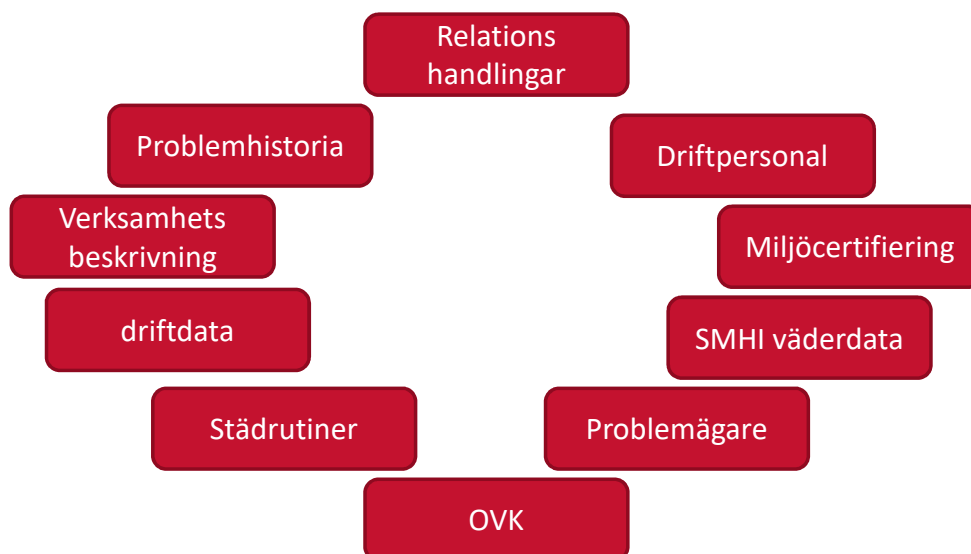 Relations
handlingar
Problemhistoria
Driftpersonal
Verksamhets
beskrivning
Miljöcertifiering
driftdata
SMHI väderdata
Städrutiner
Problemägare
OVK